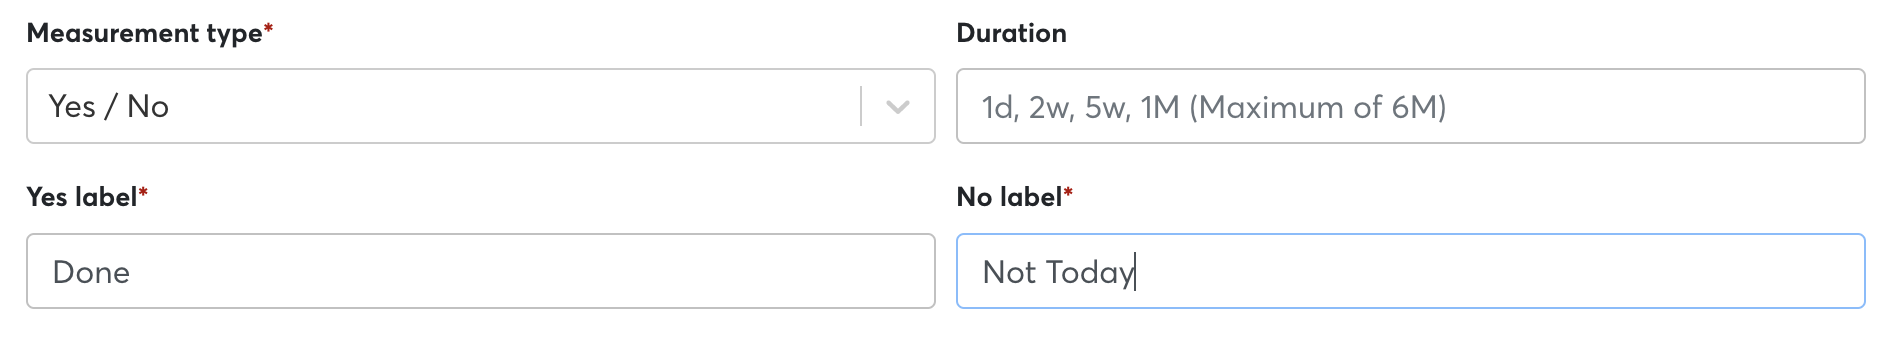 Measurement type*
Duration
Yes / No
1d, 2w, 5w, 1M (Maximum of 6M)
Yes label*
No label*
Done
Not Today